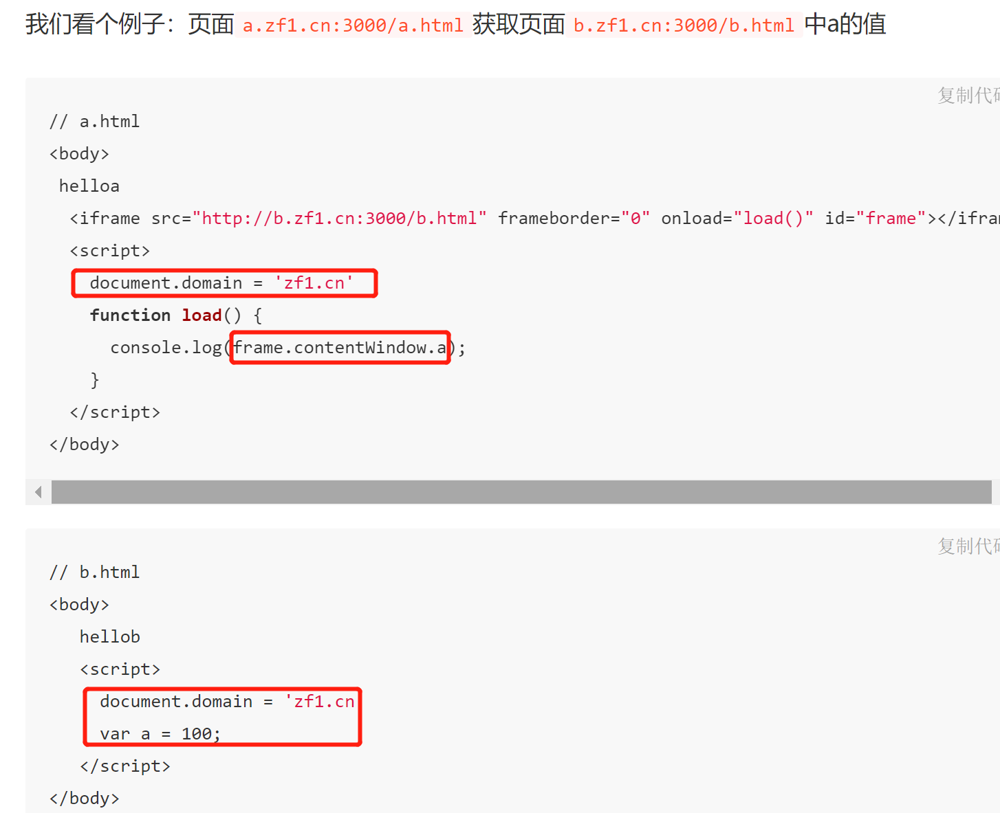 我们看个例子：页面 a.zf1.cn:3000/a.html 获取页面 b.zf1.cn:3000/b.html 中a的值
复制代码
// a.html
<body>
 helloa
  <iframe src="http://b.zf1.cn:3000/b.html" frameborder="0" onload="load()" id="frame"></ifra
  <script>
    document.domain = 'zf1.cn'
    function load() {
      console.log(frame.contentWindow.a);
    }
  </script>
</body>
复制代码
// b.html
<body>
   hellob
   <script>
     document.domain = 'zf1.cn
     var a = 100;
   </script>
</body>